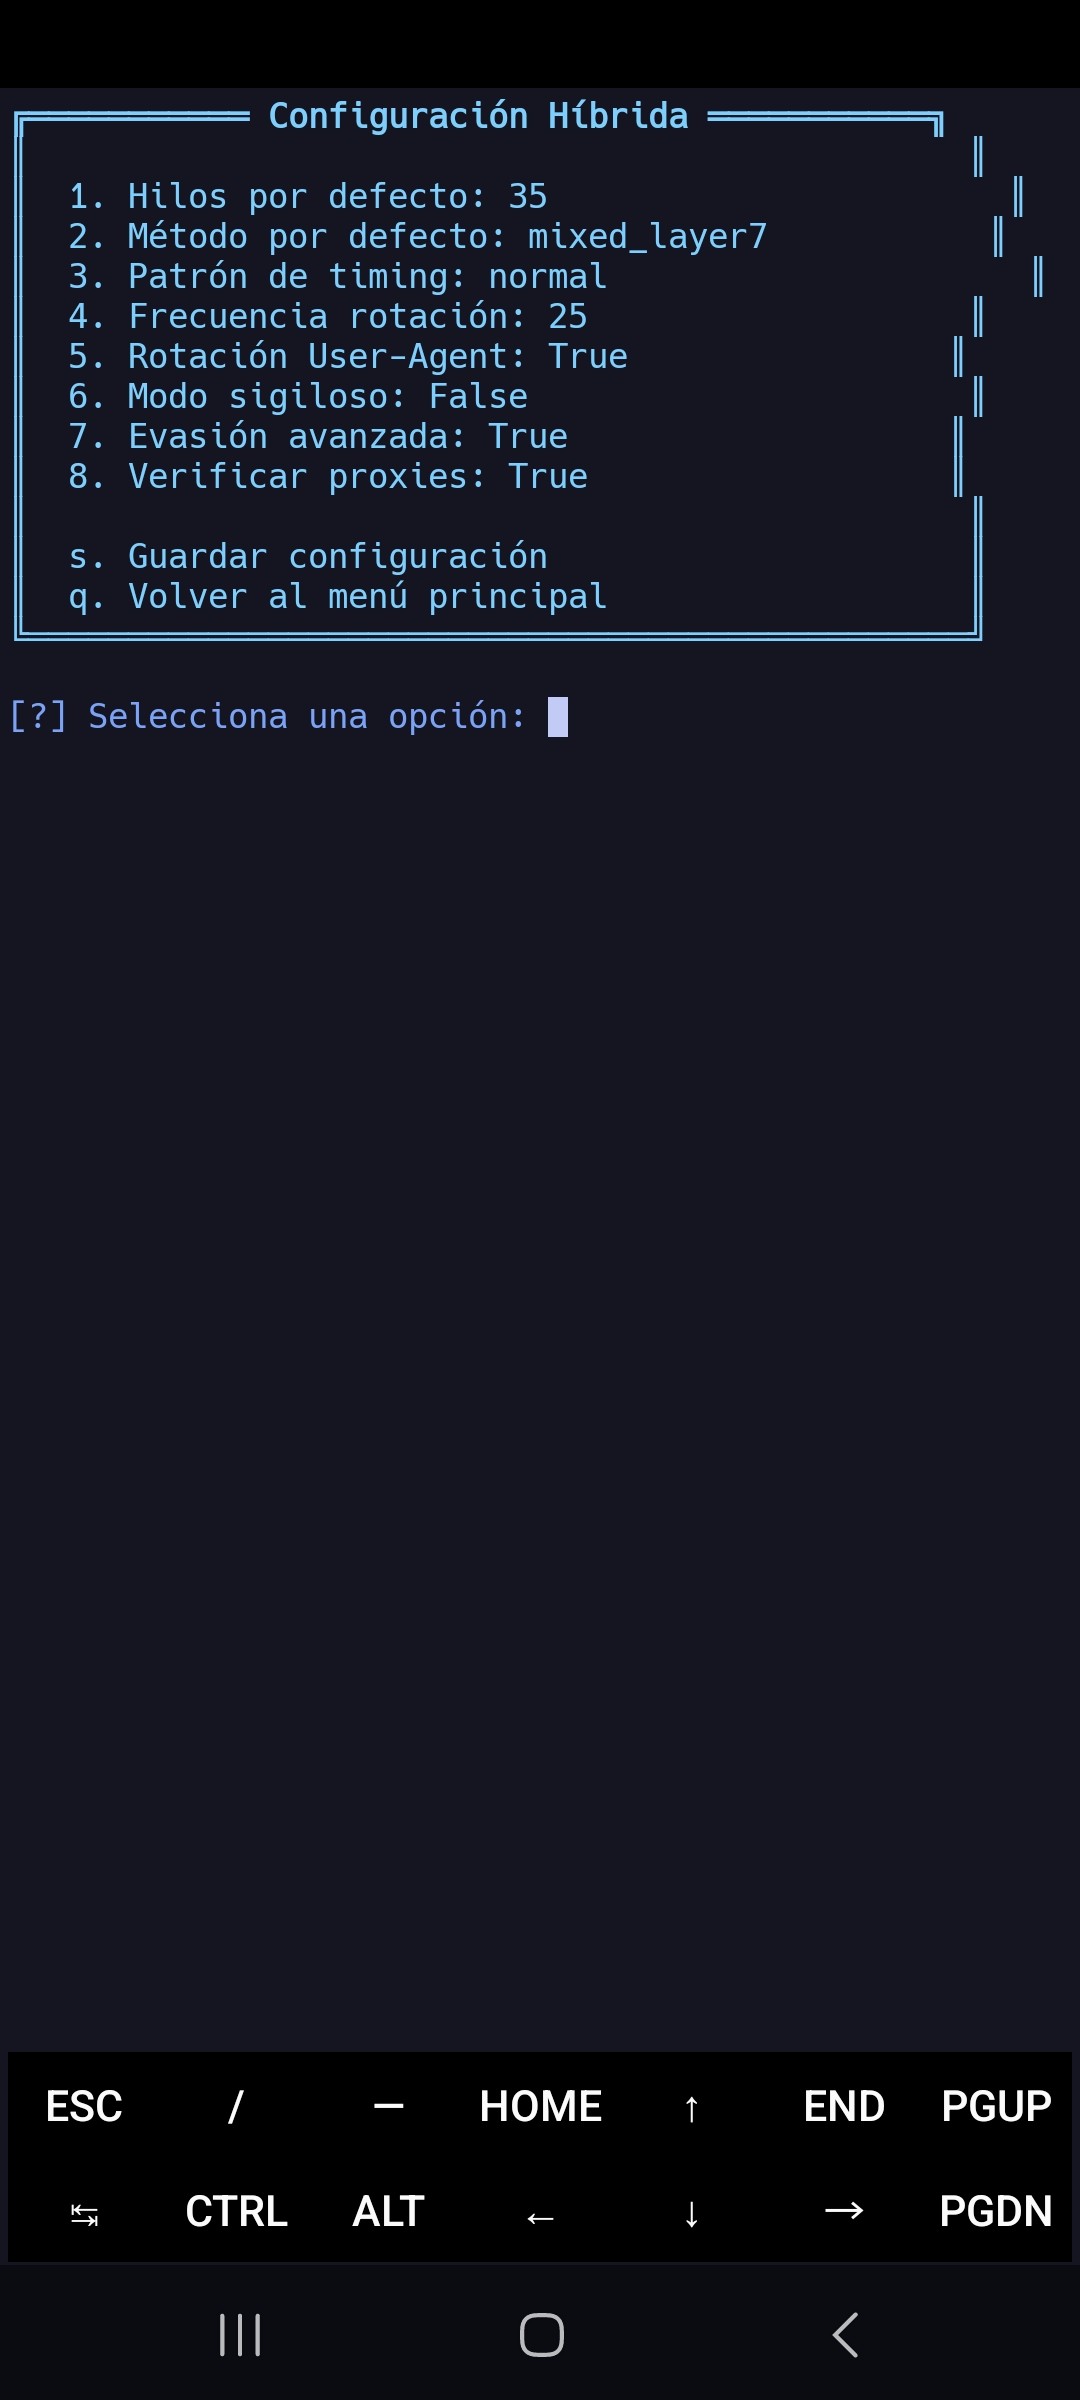 Configuración Híbrida
1. Hilos por defecto: 35
2. Método por defecto: mixed_layer7
3. Patrón de timing: normal
4. Frecuencia rotación: 25
5. Rotación User-Agent: True
6. Modo sigiloso: False
7. Evasión avanzada: True
8. Verificar proxies: True
s. Guardar configuración
q. Volver al menú principal
[?] Selecciona una opción:
ESC / — HOME ↑ END PGUP
↹ CTRL ALT ← ↓ → PGDN